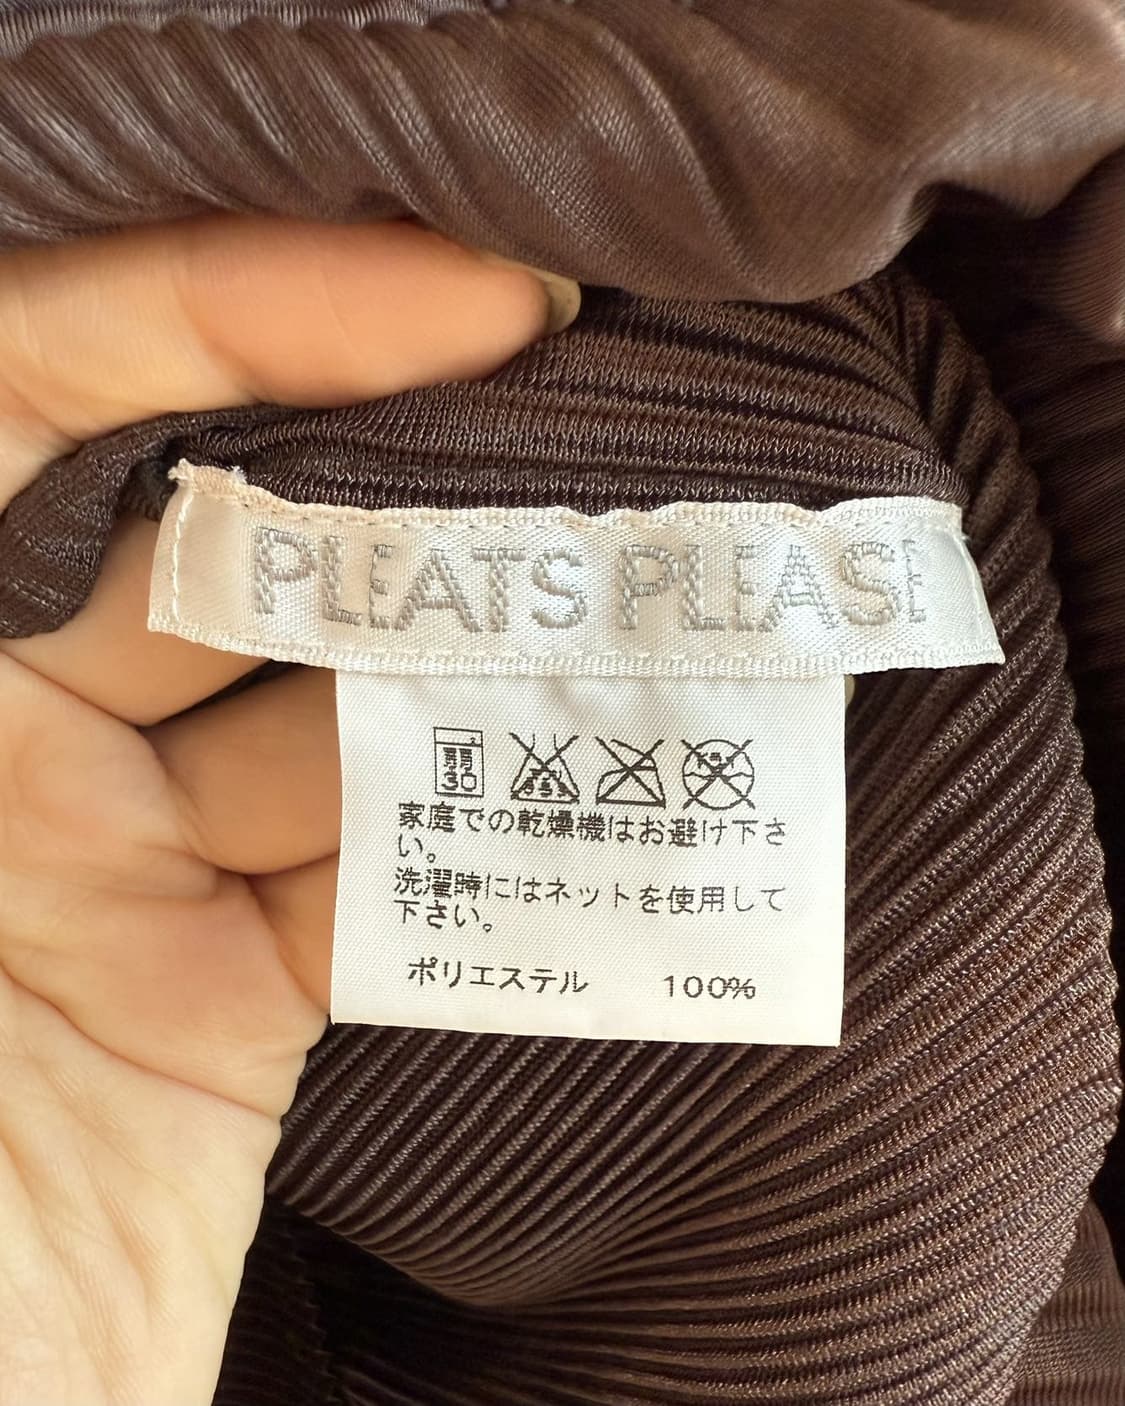 PLEATS PLEASE
弱
30
家庭での乾燥機はお避け下さ
い。
洗濯時にはネットを使用して
下さい。
ポリエステル 100%